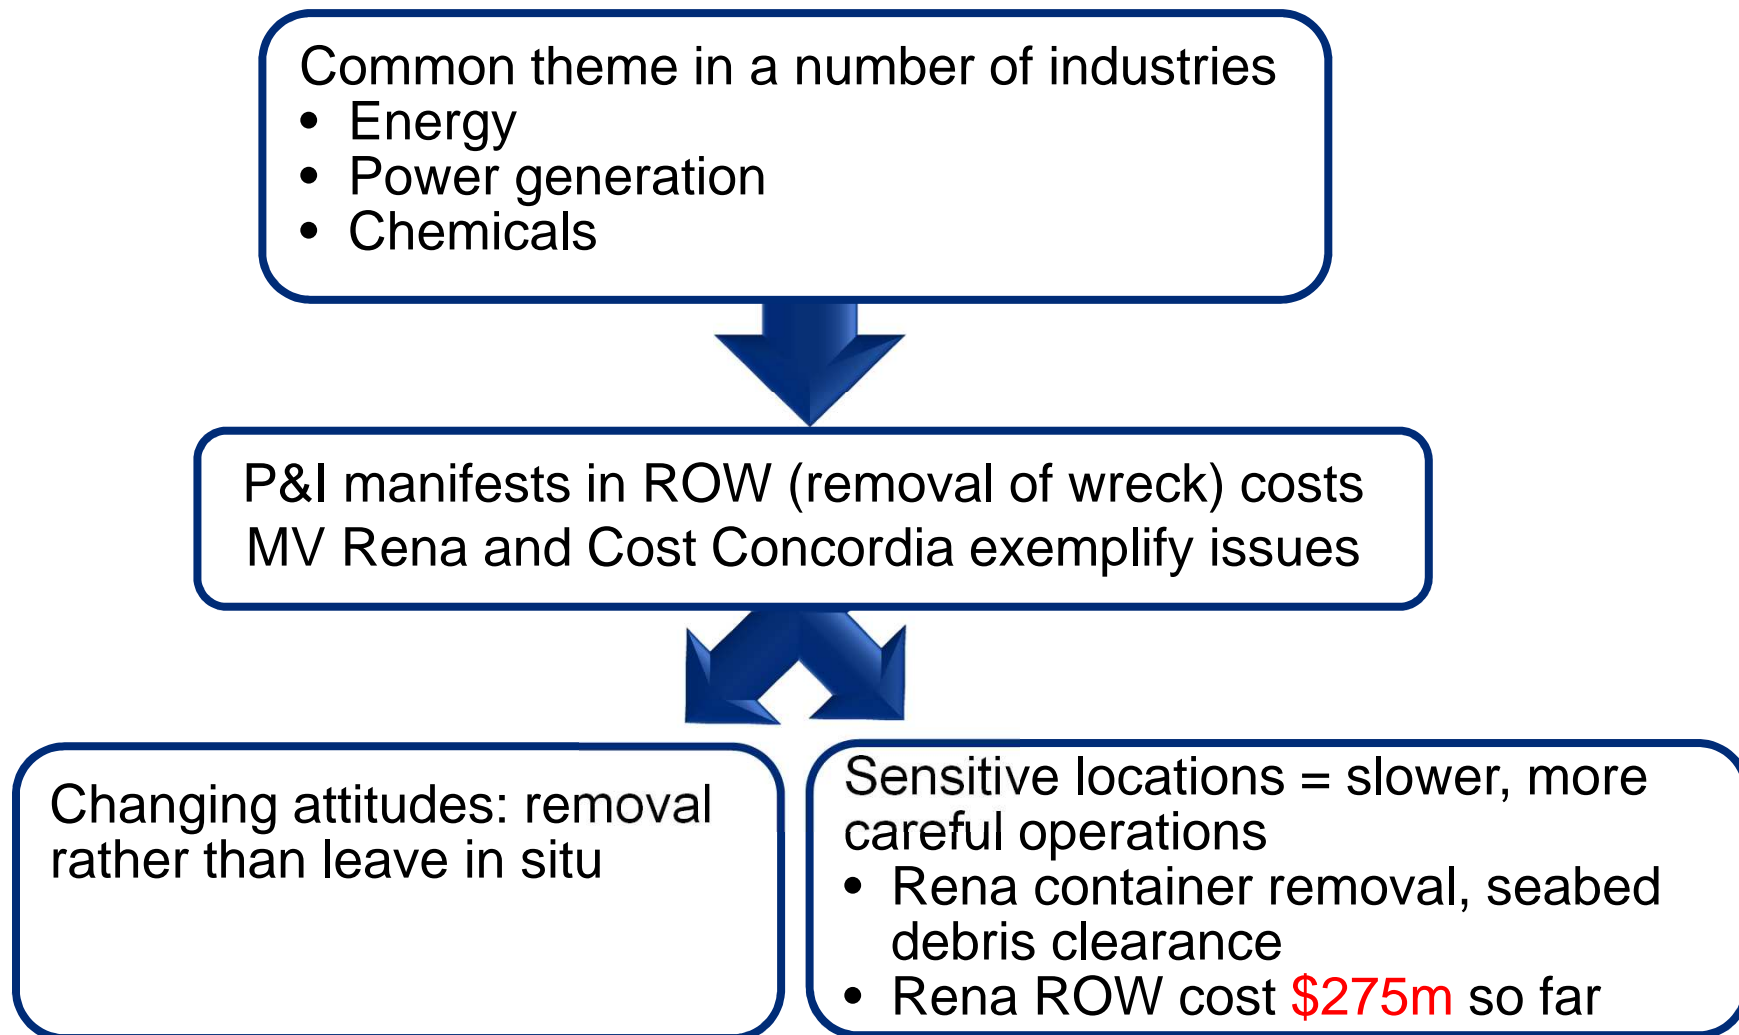 Common theme in a number of industries
• Energy
• Power generation
• Chemicals
P&I manifests in ROW (removal of wreck) costs
MV Rena and Cost Concordia exemplify issues
Changing attitudes: removal
rather than leave in situ
Sensitive locations = slower, more
careful operations
• Rena container removal, seabed
debris clearance
• Rena ROW cost $275m so far